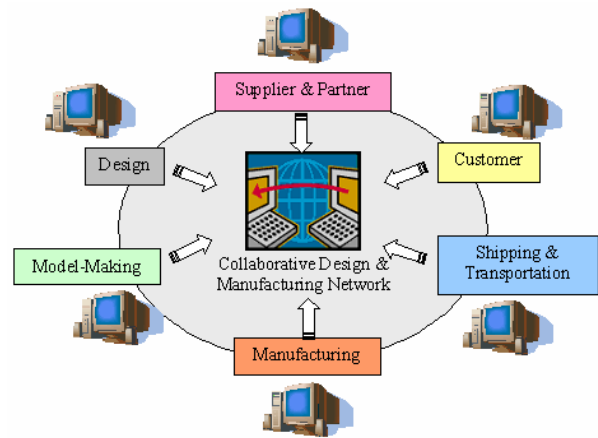 Supplier & Partner
Design
Customer
Collaborative Design &
Manufacturing Network
Model-Making
Shipping &
Transportation
Manufacturing